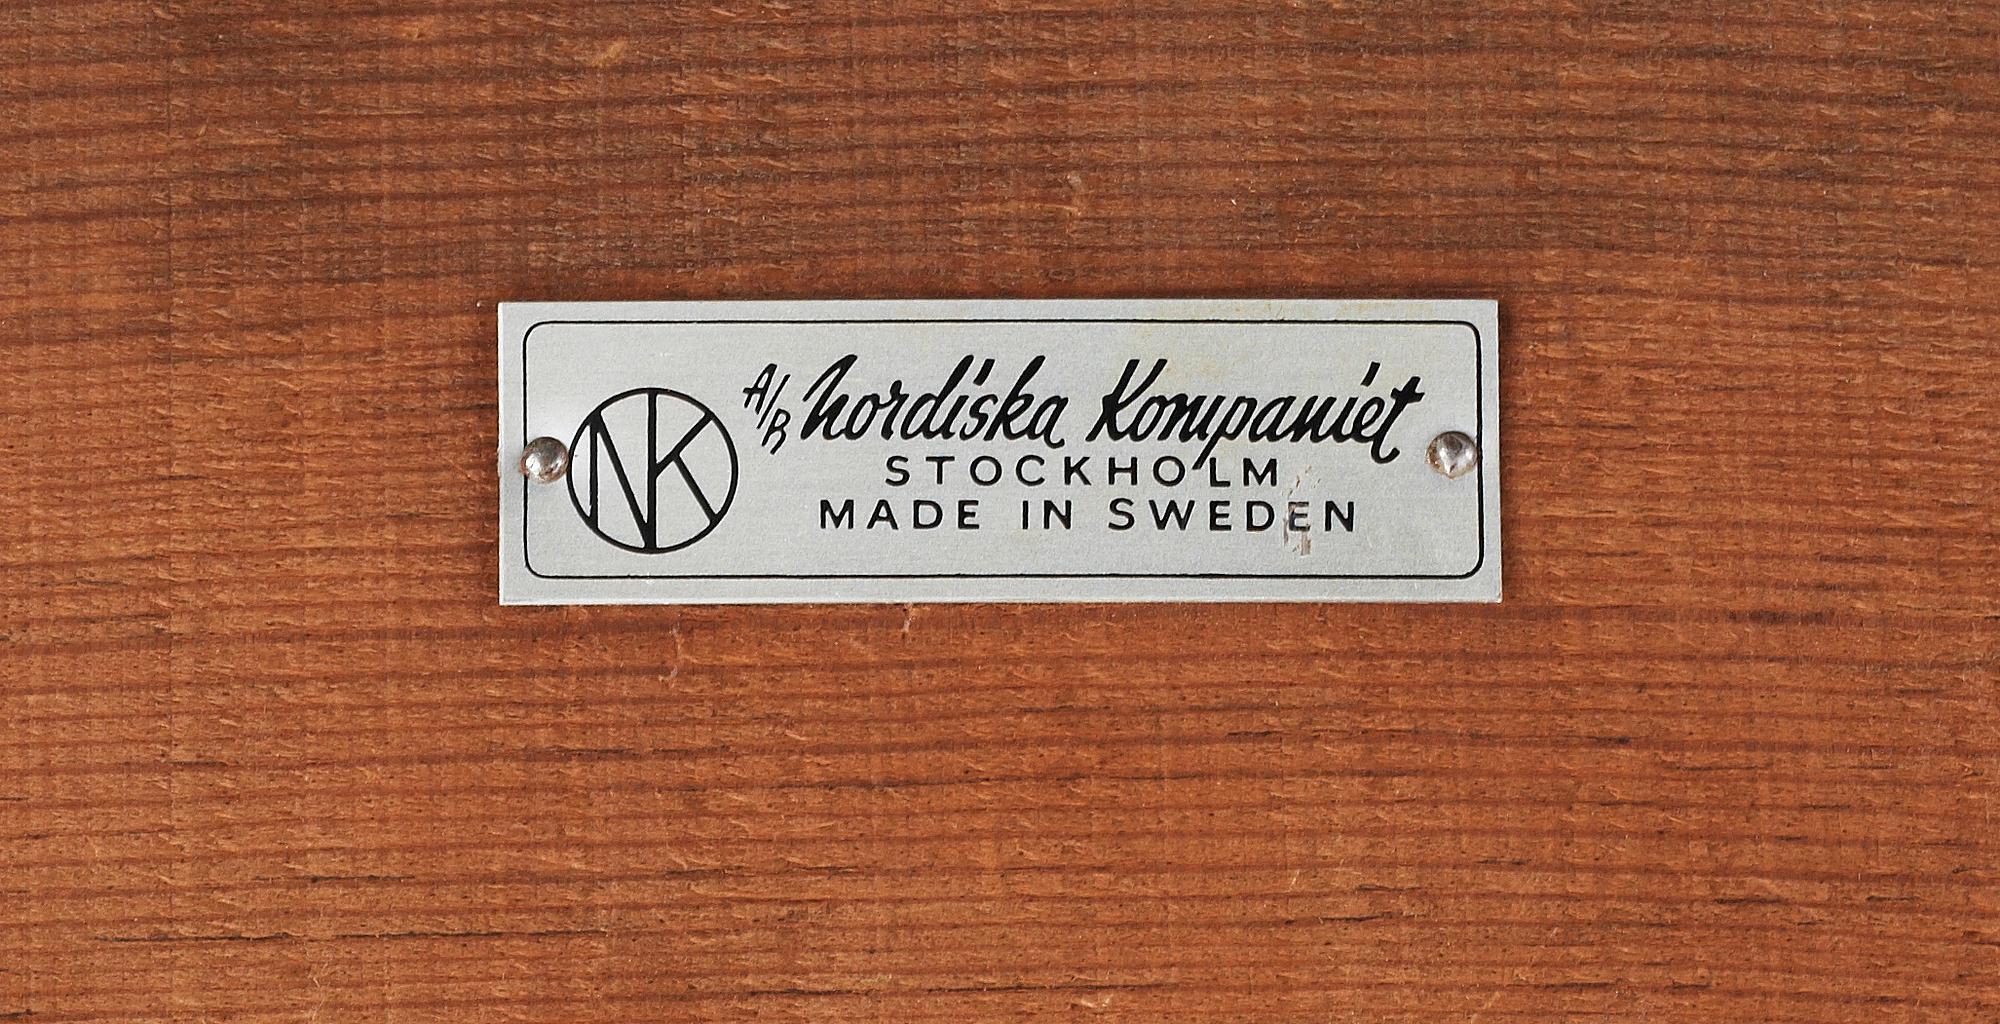 NK
A/B Nordiska Kompaniet
STOCKHOLM
MADE IN SWEDEN